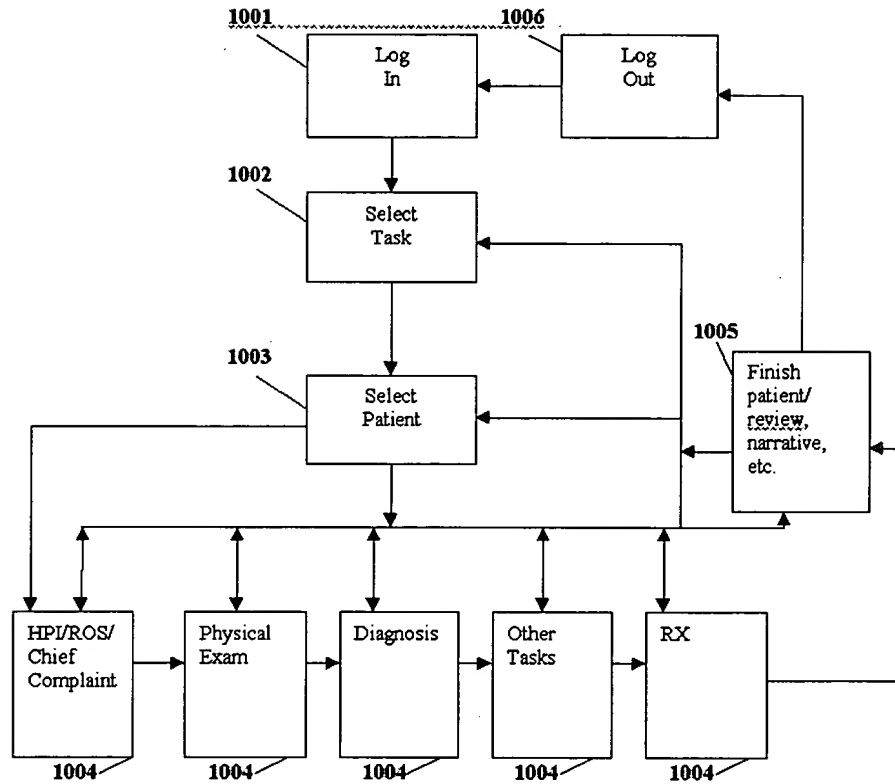 1001
1006
Log
In
Log
Out
1002
Select
Task
1003
Select
Patient
1005
Finish
patient/
review,
narrative,
etc.
HPI/ROS/
Chief
Complaint
Physical
Exam
Diagnosis
Other
Tasks
RX
1004
1004
1004
1004
1004